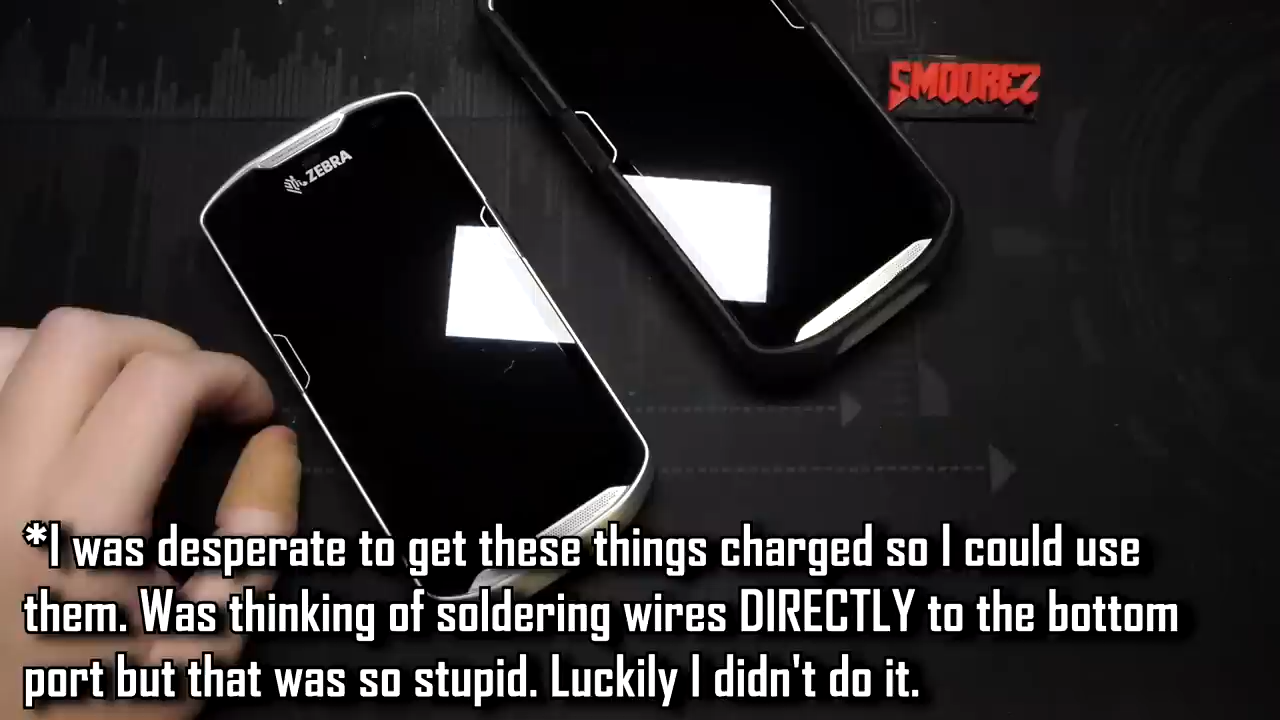 SMOOREZ
ZEBRA
*I was desperate to get these things charged so I could use
them. Was thinking of soldering wires DIRECTLY to the bottom
port but that was so stupid. Luckily I didn't do it.